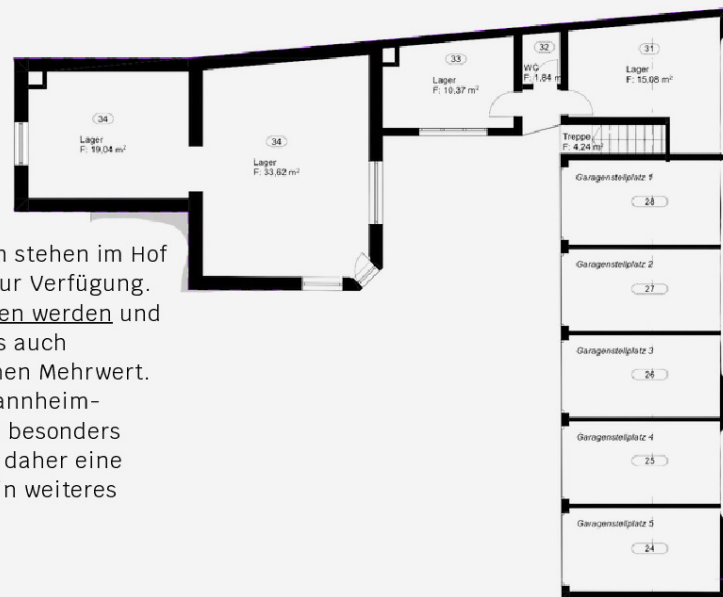 34
Lager
F: 19,04 m²
34
Lager
F: 33,62 m²
33
Lager
F: 10,37 m²
32
WC
F: 1,84 m²
31
Lager
F: 15,08 m²
Treppe
F: 4,24 m²
Garagenstellplatz 1
28
Garagenstellplatz 2
27
Garagenstellplatz 3
26
Garagenstellplatz 4
25
Garagenstellplatz 5
24
stehen im Hof
ur Verfügung.
en werden und
s auch
en Mehrwert.
annheim-
besonders
daher eine
n weiteres